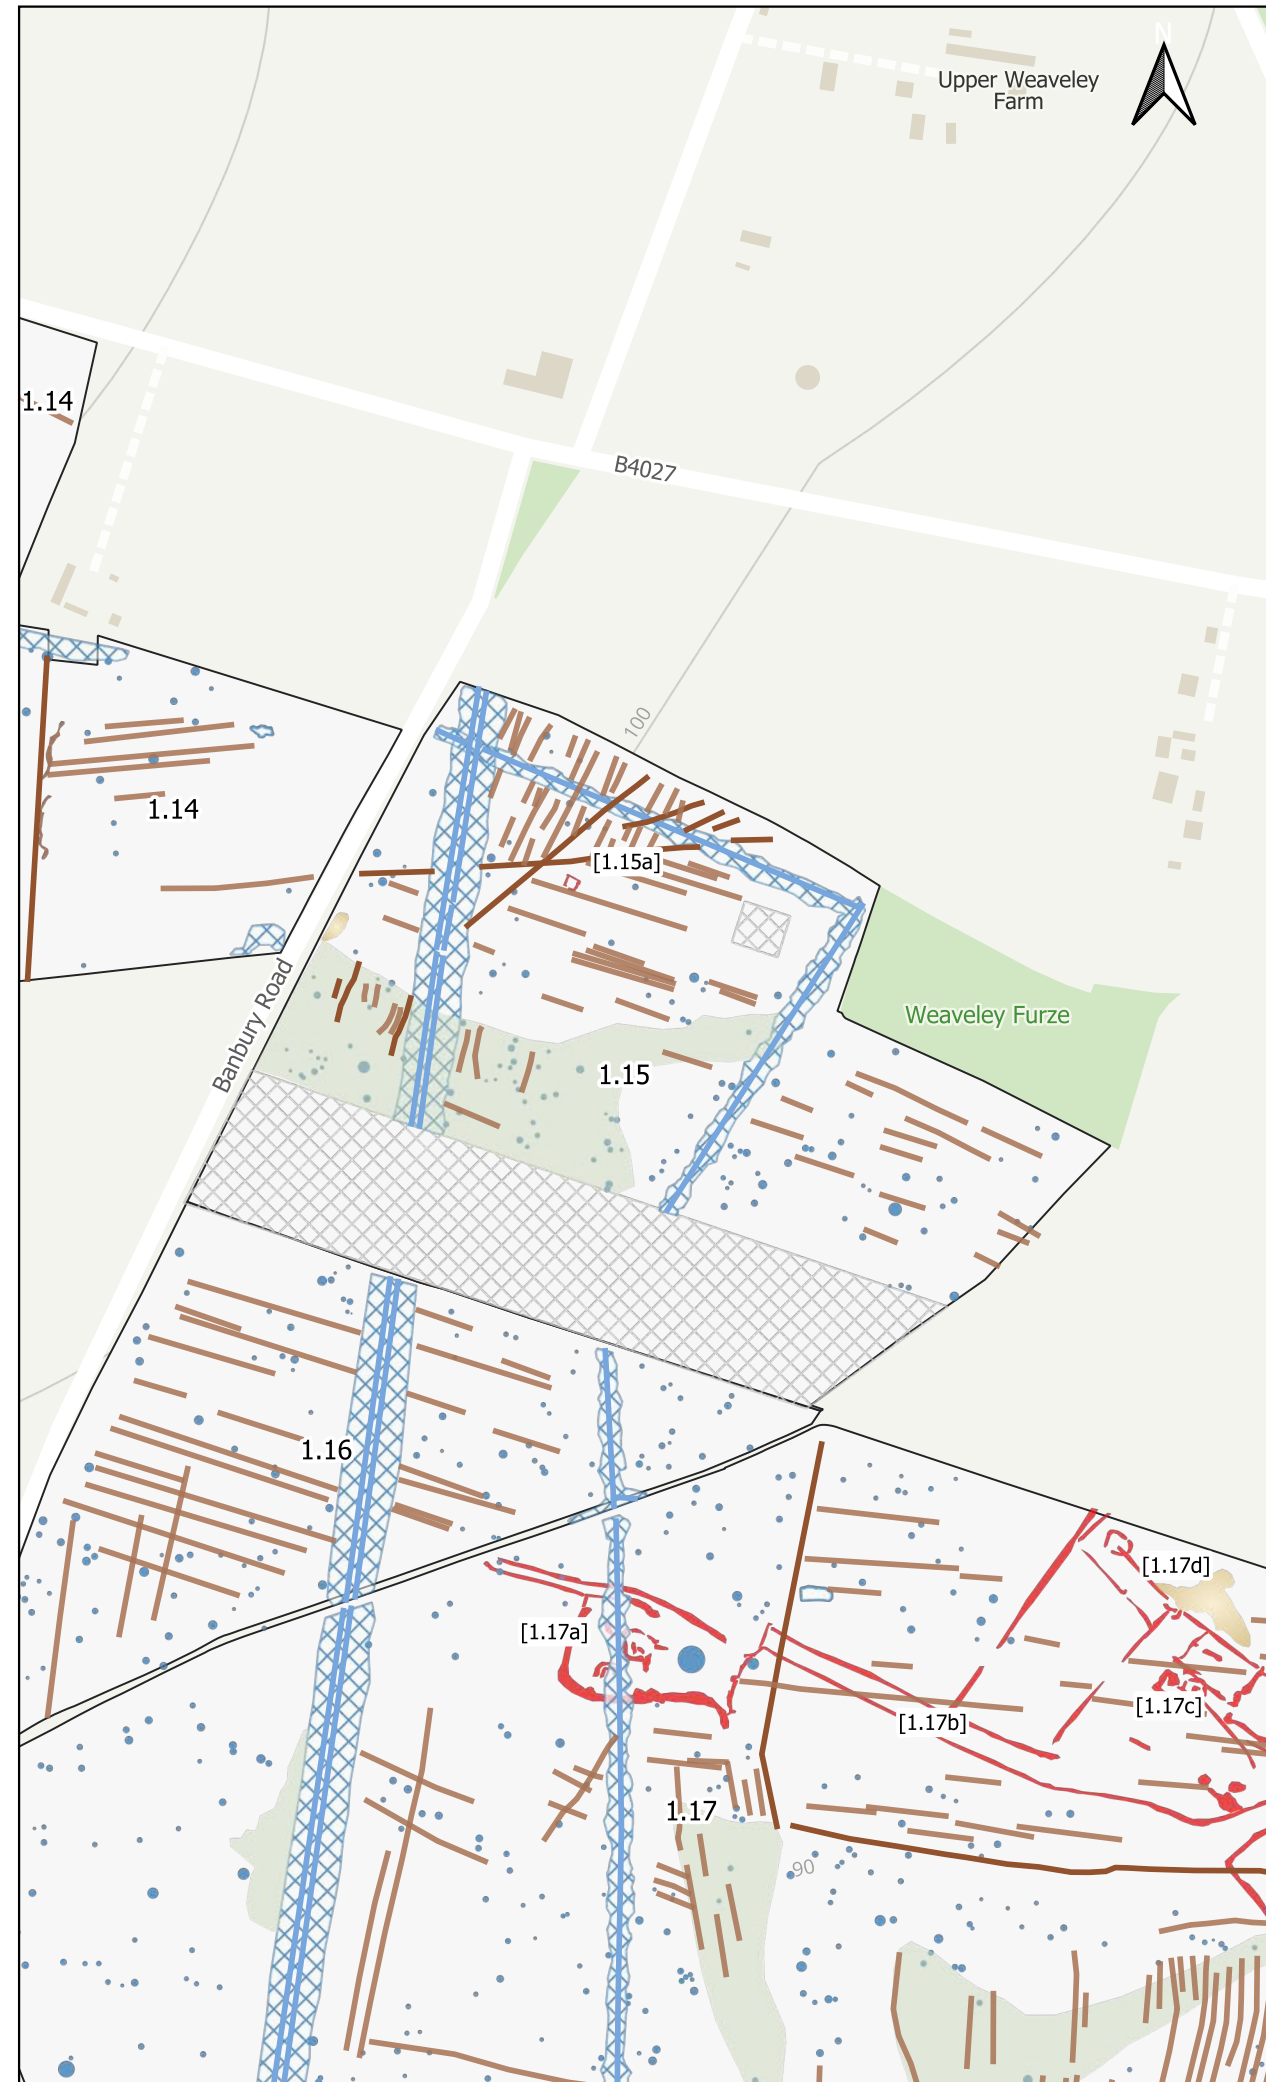 N
Upper Weaveley
Farm
1.14
B4027
100
1.14
[1.15a]
Banbury Road
Weaveley Furze
1.15
1.16
[1.17d]
[1.17a]
[1.17c]
[1.17b]
1.17
90